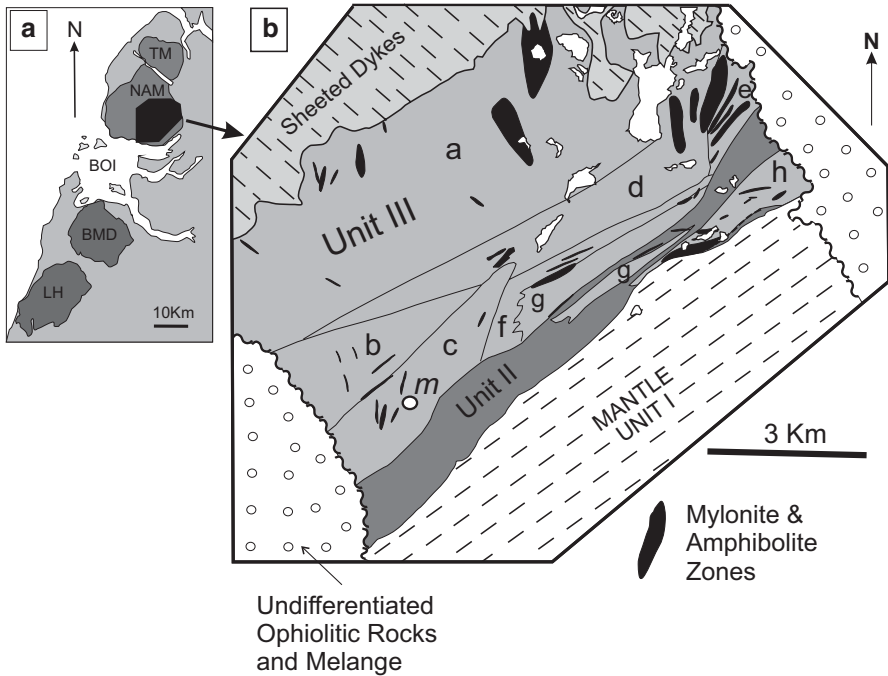 a
N
TM
NAM
BOI
BMD
LH
10Km
b
N
Sheeted Dykes
a
e
h
d
Unit III
g
g
b
c
f
m
Unit II
MANTLE
UNIT I
3 Km
Mylonite &
Amphibolite
Zones
Undifferentiated
Ophiolitic Rocks
and Melange